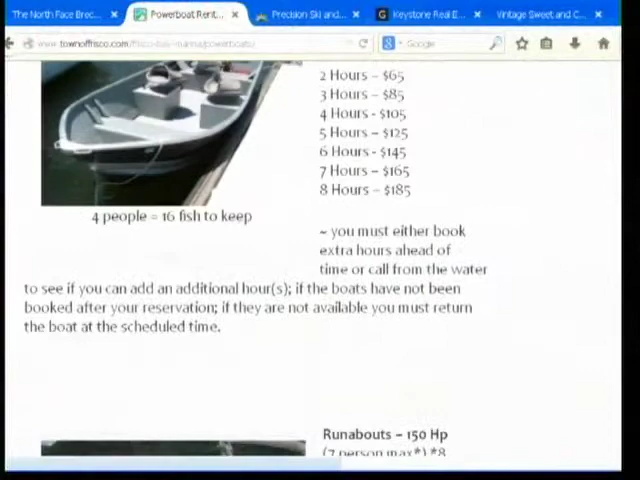 The North Face Brec...
Powerboat Rent...
Precision Ski and...
Keystone Real E...
Vintage Sweet and C...
Google
2 Hours – $65
3 Hours – $85
4 Hours - $105
5 Hours – $125
6 Hours - $145
7 Hours – $165
8 Hours – $185
4 people = 16 fish to keep
~ you must either book
extra hours ahead of
time or call from the water
to see if you can add an additional hour(s); if the boats have not been
booked after your reservation; if they are not available you must return
the boat at the scheduled time.
Runabouts – 150 Hp
(7 person max*) *8